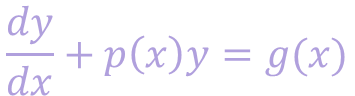 dy/dx + p(x)y = g(x)